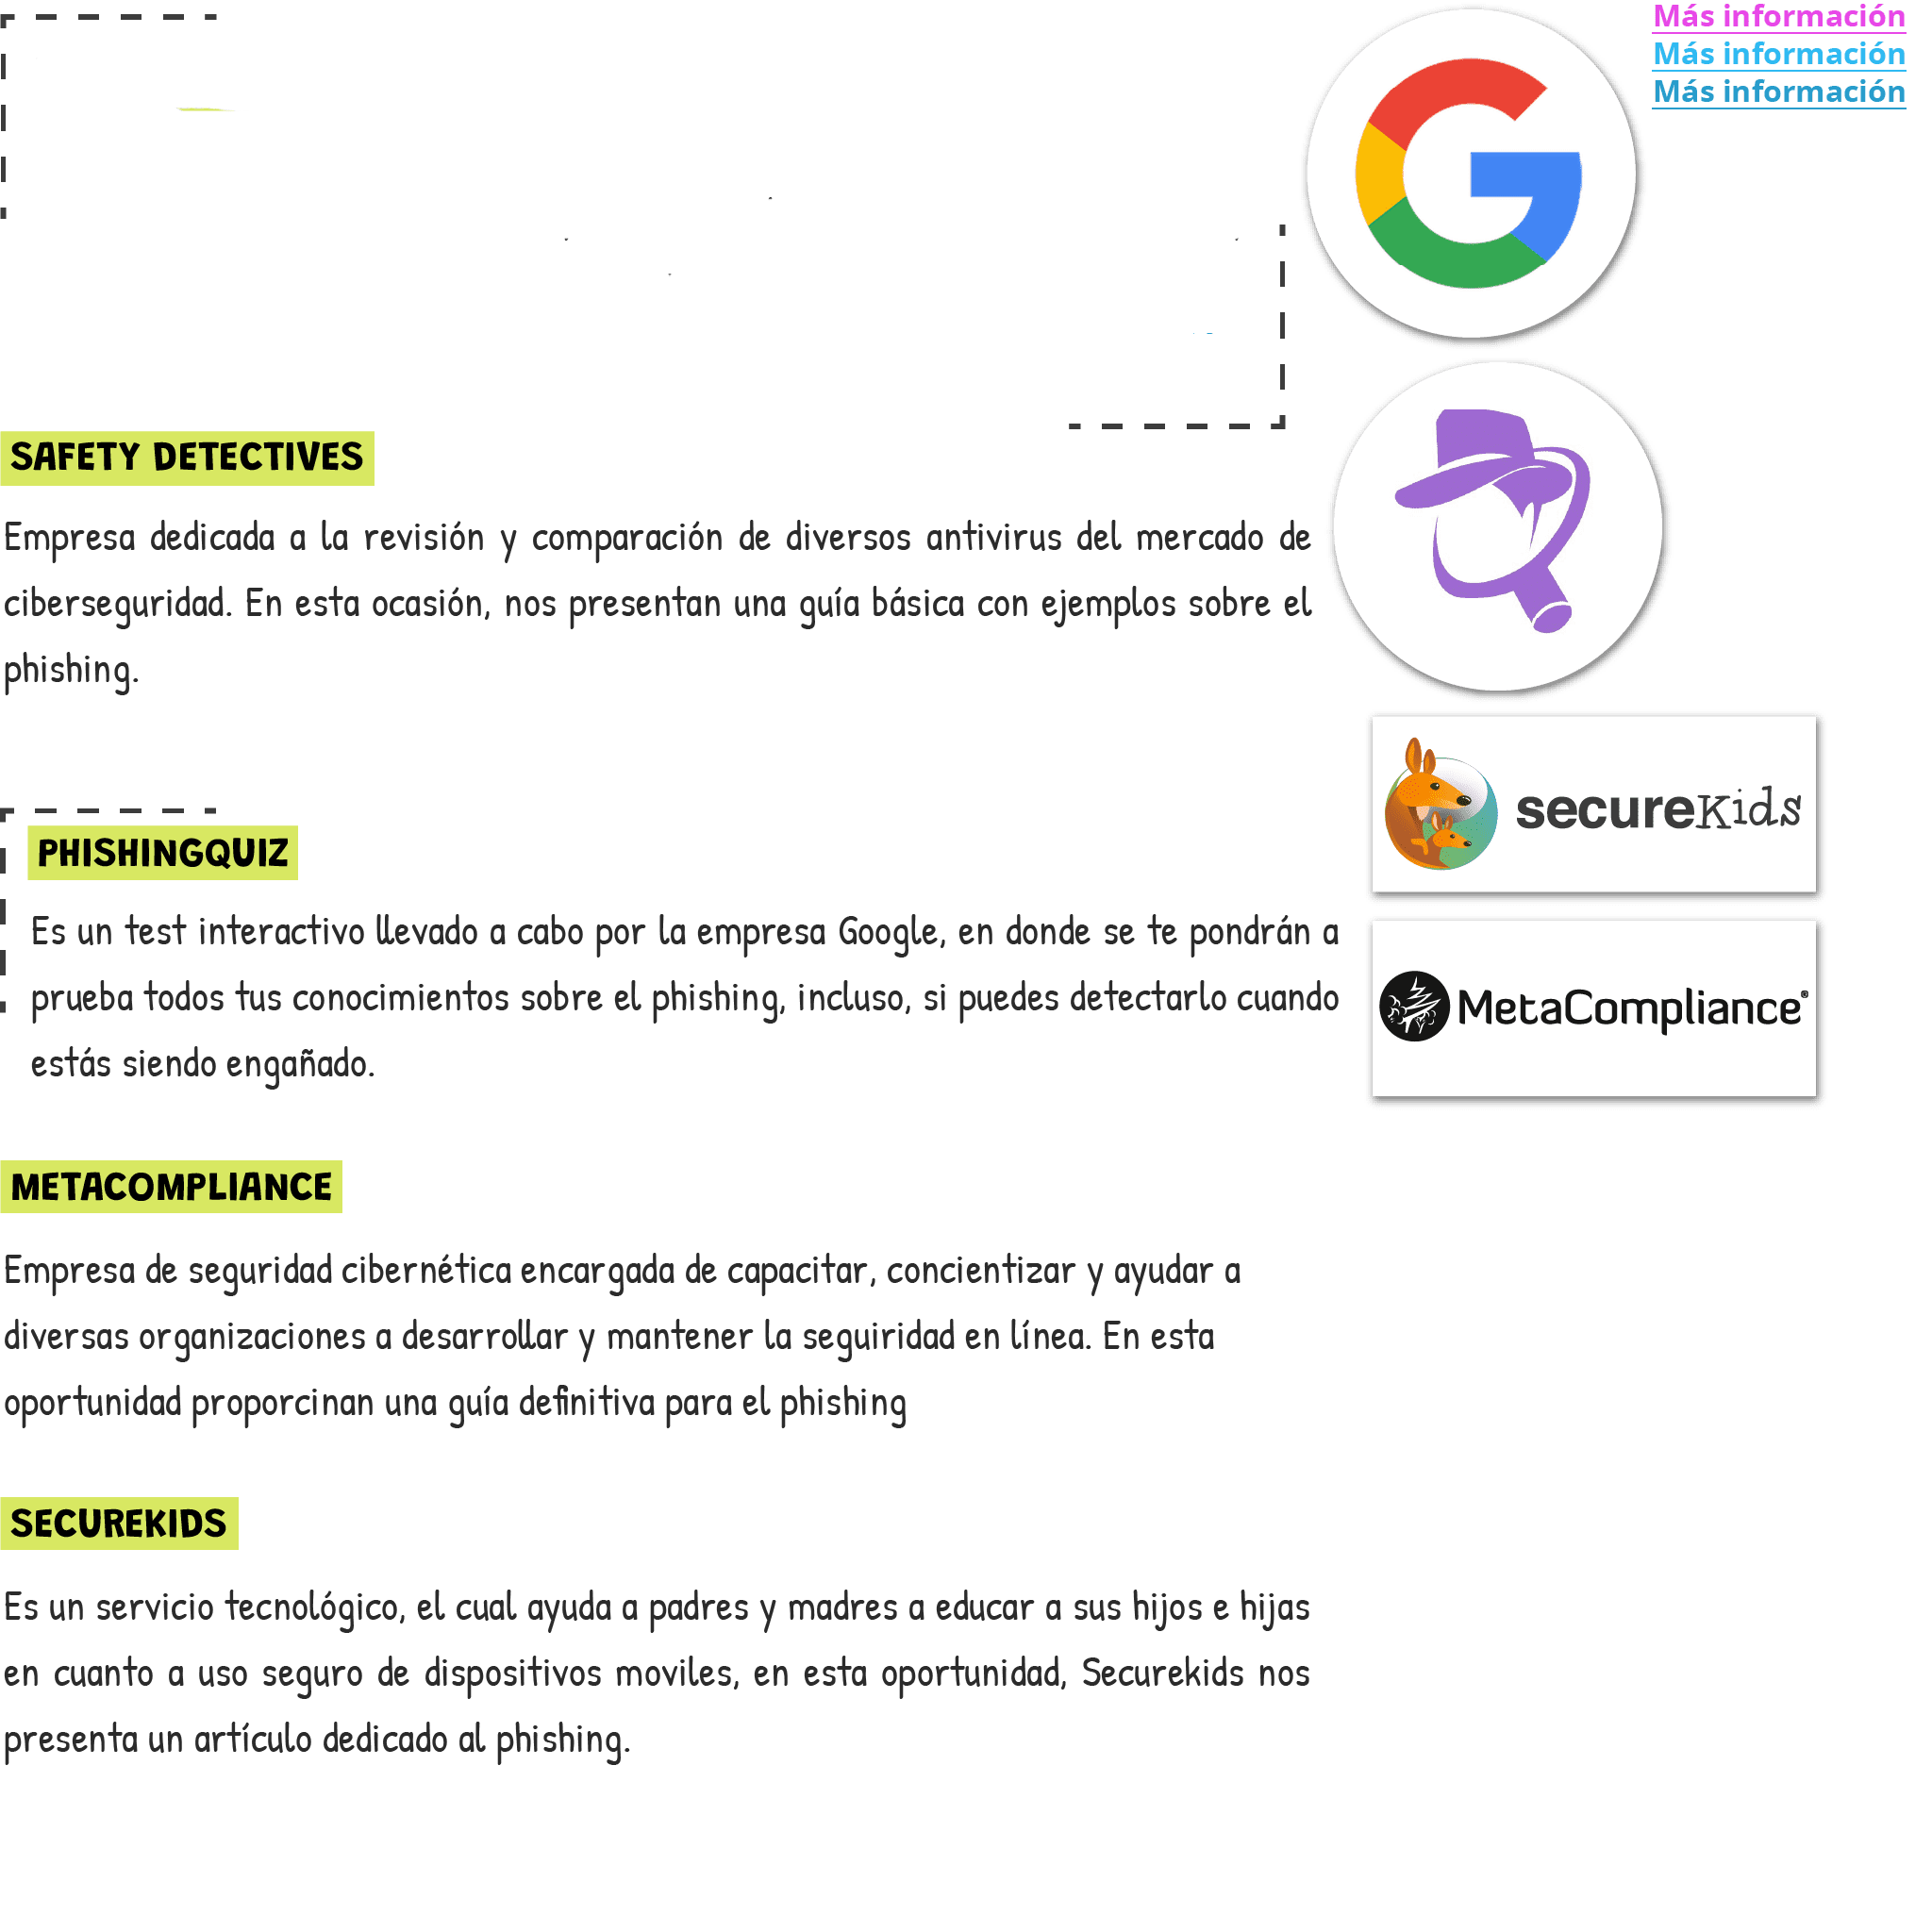 Más información
Más información
Más información
SAFETY DETECTIVES
Empresa dedicada a la revisión y comparación de diversos antivirus del mercado de
ciberseguridad. En esta ocasión, nos presentan una guía básica con ejemplos sobre el
phishing.
secureKids
PHISHINGQUIZ
Es un test interactivo llevado a cabo por la empresa Google, en donde se te pondrán a
prueba todos tus conocimientos sobre el phishing, incluso, si puedes detectarlo cuando
estás siendo engañado.
MetaCompliance®
METACOMPLIANCE
Empresa de seguridad cibernética encargada de capacitar, concientizar y ayudar a
diversas organizaciones a desarrollar y mantener la seguiridad en línea. En esta
oportunidad proporcinan una guía definitiva para el phishing
SECUREKIDS
Es un servicio tecnológico, el cual ayuda a padres y madres a educar a sus hijos e hijas
en cuanto a uso seguro de dispositivos moviles, en esta oportunidad, Securekids nos
presenta un artículo dedicado al phishing.